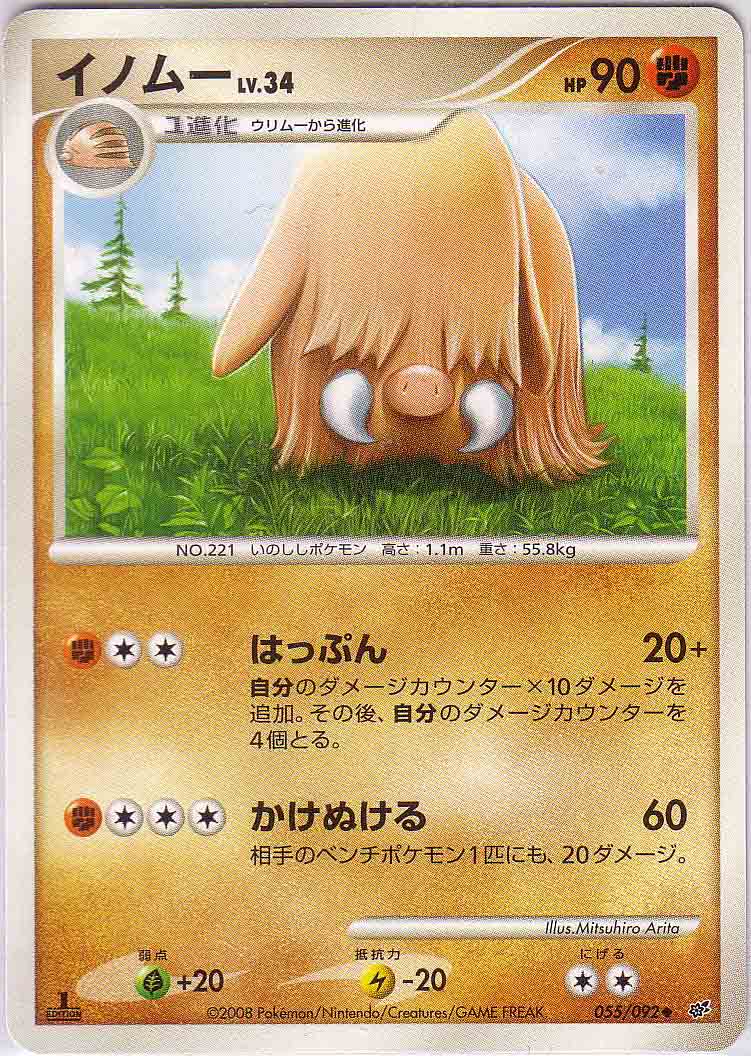 イノムー LV.34
HP 90
1進化 ウリムーから進化
NO.221 いのししポケモン 高さ：1.1m 重さ：55.8kg
はっぷん 20+
自分のダメージカウンター×10ダメージを
追加。その後、自分のダメージカウンターを
4個とる。
かけぬける 60
相手のベンチポケモン1匹にも、20ダメージ。
Illus.Mitsuhiro Arita
弱点 抵抗力 にげる
+20 -20
1 EDITION
©2008 Pokémon/Nintendo/Creatures/GAME FREAK.
055/092